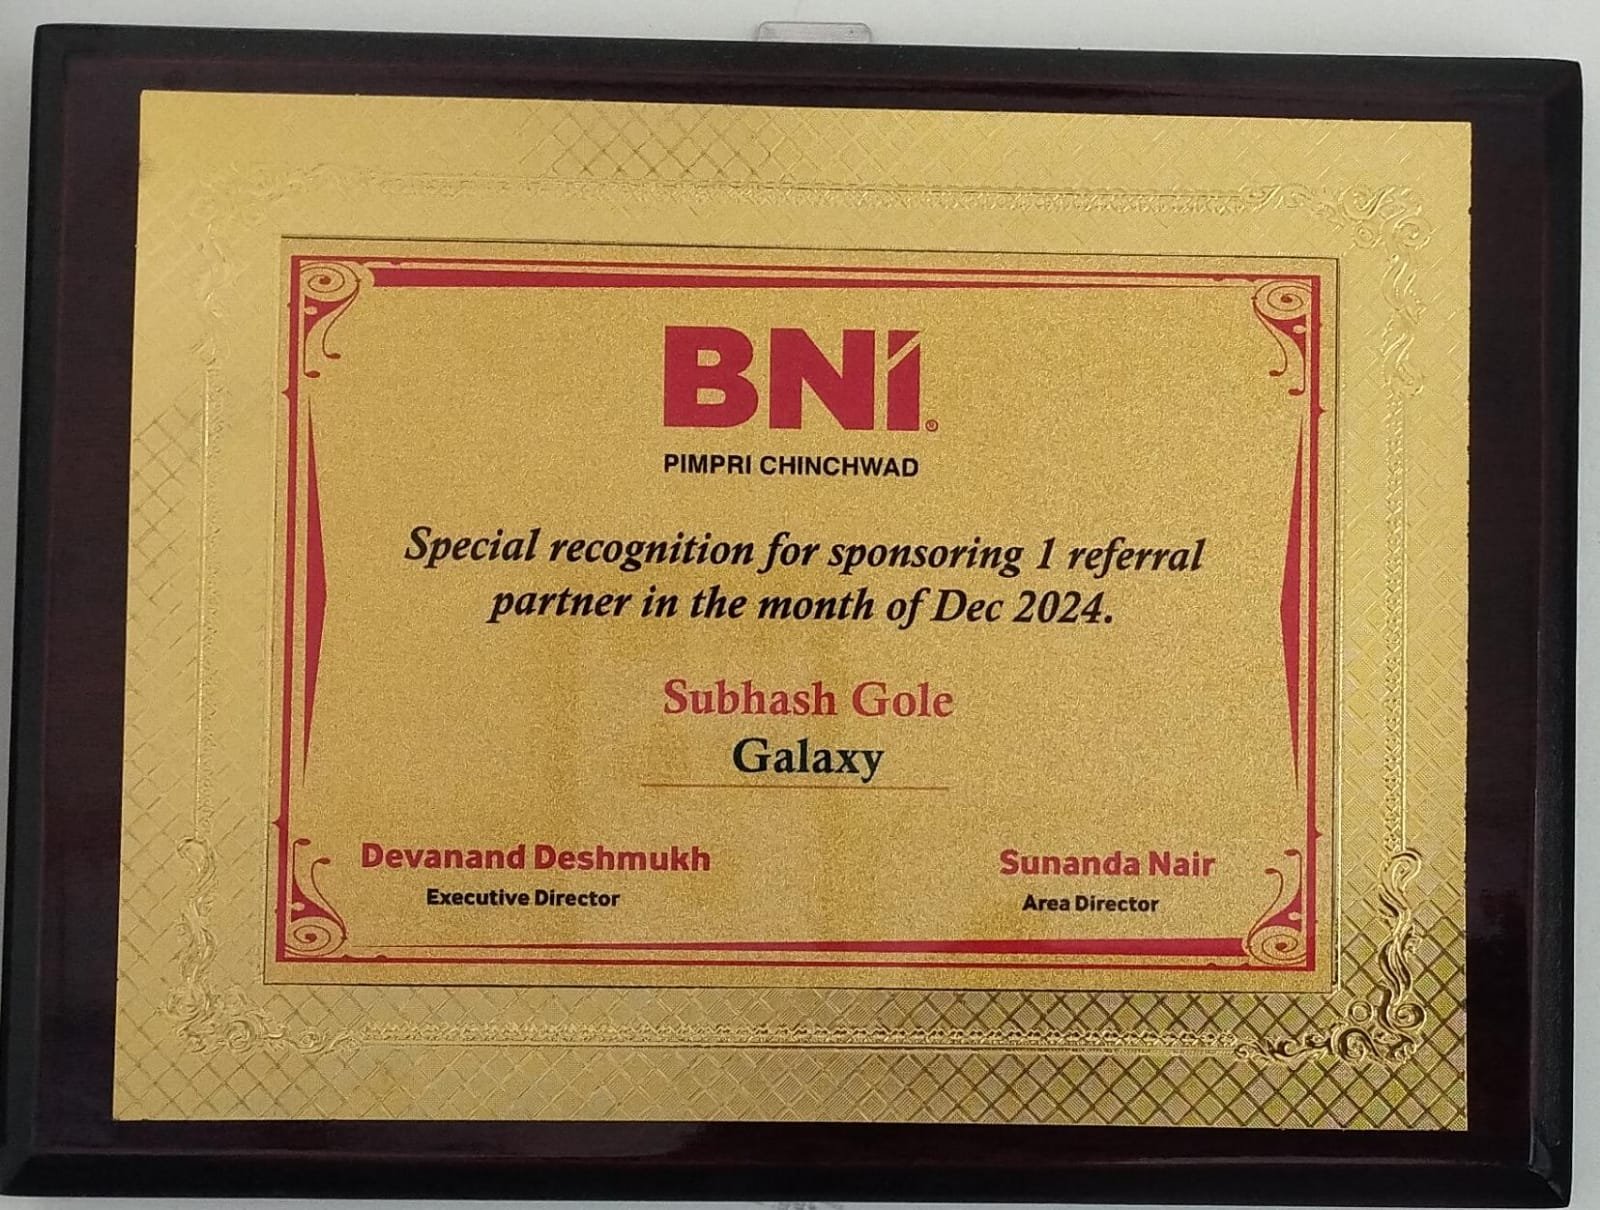 BNI®
PIMPRI CHINCHWAD
Special recognition for sponsoring 1 referral
partner in the month of Dec 2024.
Subhash Gole
Galaxy
Devanand Deshmukh
Executive Director
Sunanda Nair
Area Director